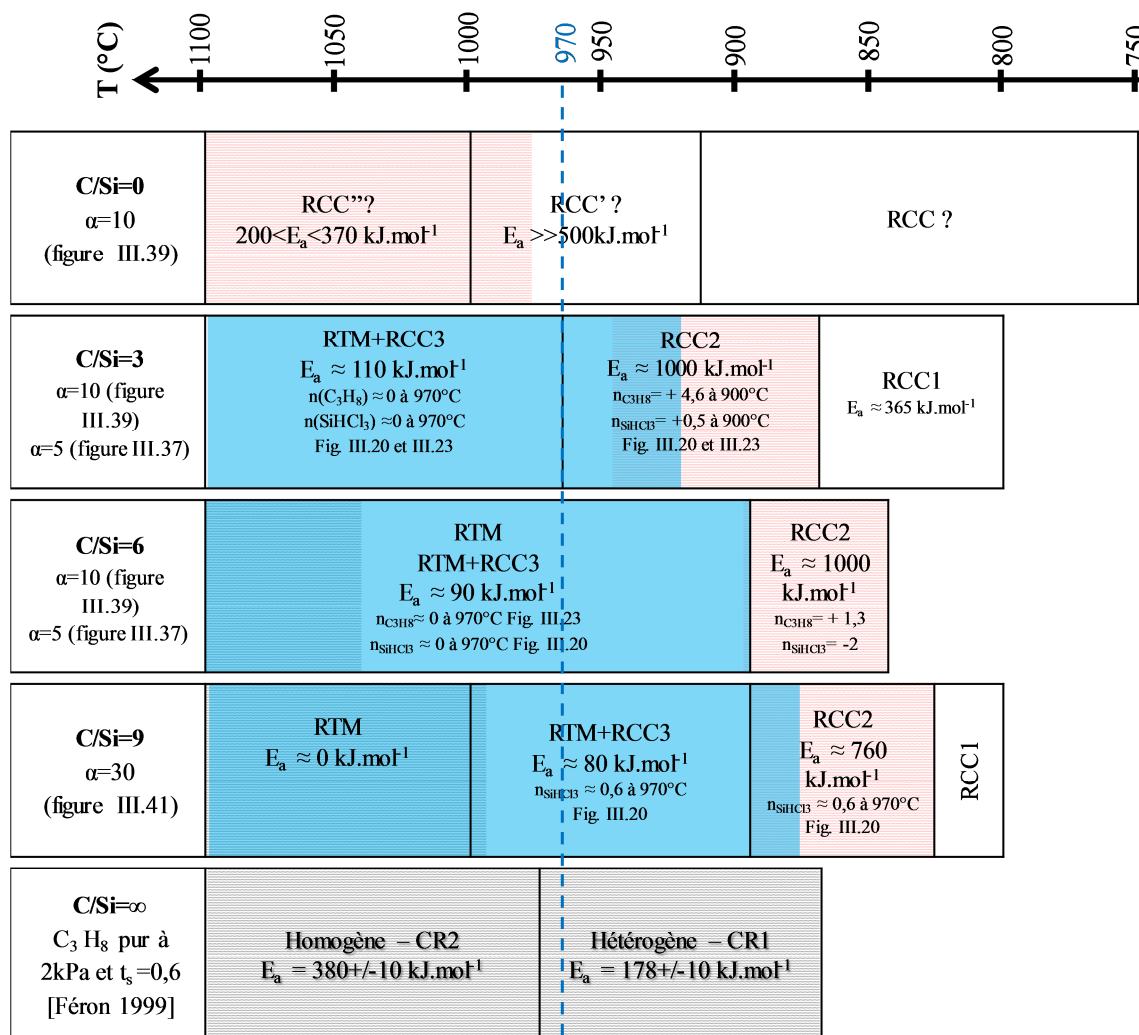 T (°C)
1100
1050
1000
970
950
900
850
800
750
C/Si=0
α=10
(figure III.39)
RCC’’?
200<Ea<370 kJ.mol-1
RCC’ ?
Ea >>500kJ.mol-1
RCC ?
C/Si=3
α=10 (figure
III.39)
α=5 (figure III.37)
RTM+RCC3
Ea ≈ 110 kJ.mol-1
n(C3H8) ≈0 à 970°C
n(SiHCl3) ≈0 à 970°C
Fig. III.20 et III.23
RCC2
Ea ≈ 1000 kJ.mol-1
nC3H8= + 4,6 à 900°C
nSiHCl3= +0,5 à 900°C
Fig. III.20 et III.23
RCC1
Ea ≈ 365 kJ.mol-1
C/Si=6
α=10 (figure
III.39)
α=5 (figure III.37)
RTM
RTM+RCC3
Ea ≈ 90 kJ.mol-1
nC3H8≈ 0 à 970°C Fig. III.23
nSiHCl3 ≈ 0 à 970°C Fig. III.20
RCC2
Ea ≈ 1000
kJ.mol-1
nC3H8= + 1,3
nSiHCl3= -2
C/Si=9
α=30
(figure III.41)
RTM
Ea ≈ 0 kJ.mol-1
RTM+RCC3
Ea ≈ 80 kJ.mol-1
nSiHCl3 ≈ 0,6 à 970°C
Fig. III.20
RCC2
Ea ≈ 760
kJ.mol-1
nSiHCl3 ≈ 0,6 à 970°C
Fig. III.20
RCC1
C/Si=∞
C3 H8 pur à
2kPa et ts =0,6
[Féron 1999]
Homogène – CR2
Ea = 380+/-10 kJ.mol-1
Hétérogène – CR1
Ea = 178+/-10 kJ.mol-1